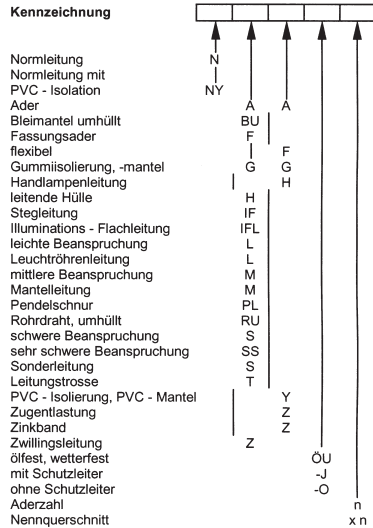 Kennzeichnung
Normleitung N
Normleitung mit
PVC - Isolation NY
Ader A A
Bleimantel umhüllt BU
Fassungsader F
flexibel F
Gummiisolierung, -mantel G G
Handlampenleitung H
leitende Hülle H
Stegleitung IF
Illuminations - Flachleitung IFL
leichte Beanspruchung L
Leuchtröhrenleitung L
mittlere Beanspruchung M
Mantelleitung M
Pendelschnur PL
Rohrdraht, umhüllt RU
schwere Beanspruchung S
sehr schwere Beanspruchung SS
Sonderleitung S
Leitungstrosse T
PVC - Isolierung, PVC - Mantel Y
Zugentlastung Z
Zinkband Z
Zwillingsleitung Z
ölfest, wetterfest ÖU
mit Schutzleiter -J
ohne Schutzleiter -O
Aderzahl n
Nennquerschnitt x n